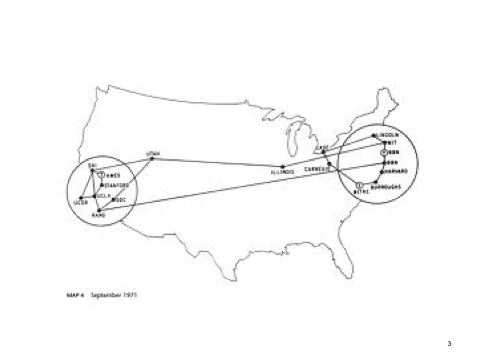 LINCOLN
CASE
MIT
BBN
UTAH
BBN
SRI
ILLINOIS
CARNEGIE
HARVARD
AMES
STANFORD
BURROUGHS
MITRE
UCLA
UCSB
SDC
RAND
MAP 4 September 1971
3